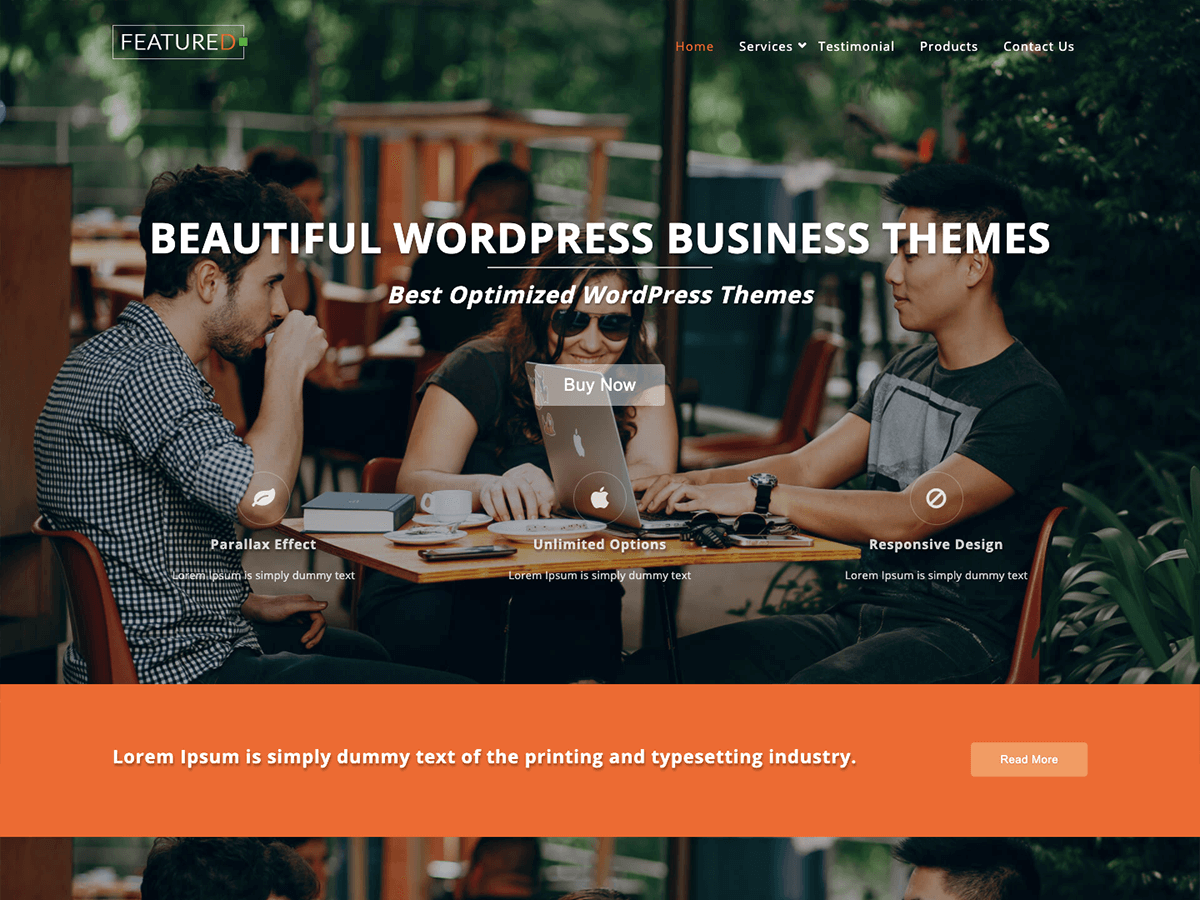 FEATURED
Home Services Testimonial Products Contact Us
BEAUTIFUL WORDPRESS BUSINESS THEMES
Best Optimized WordPress Themes
Buy Now
Parallax Effect Unlimited Options Responsive Design
Lorem Ipsum is simply dummy text Lorem Ipsum is simply dummy text Lorem Ipsum is simply dummy text
Lorem Ipsum is simply dummy text of the printing and typesetting industry.
Read More